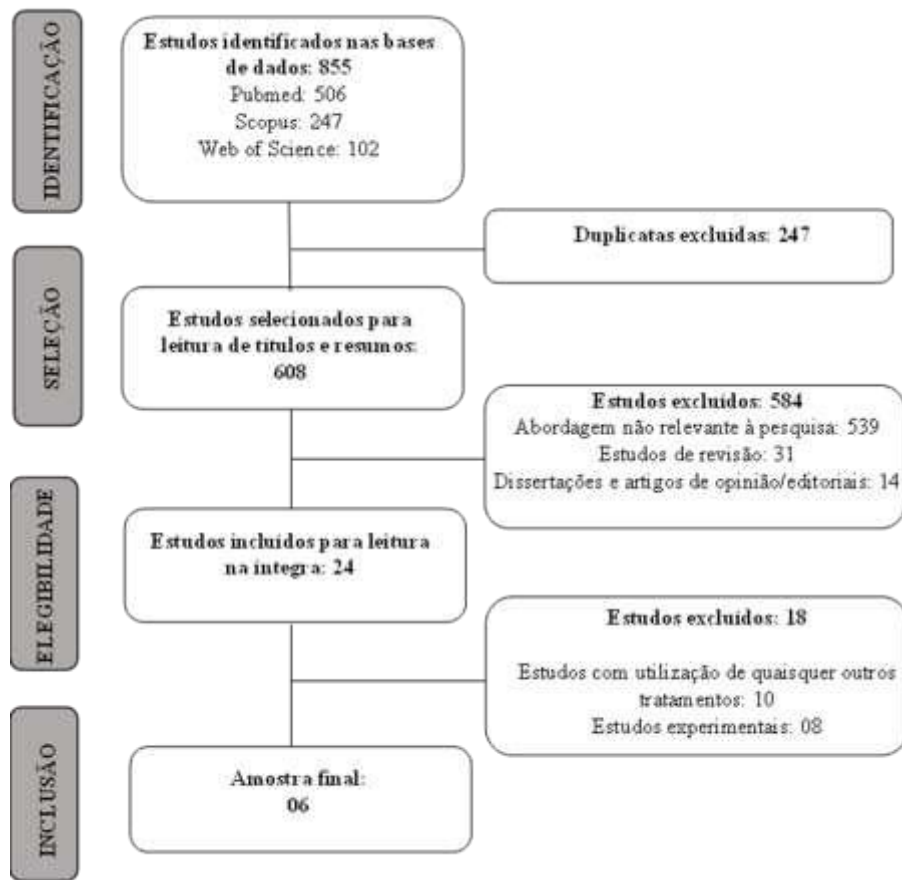 IDENTIFICAÇÃO
Estudos identificados nas bases
de dados: 855
Pubmed: 506
Scopus: 247
Web of Science: 102
Duplicatas excluídas: 247
SELEÇÃO
Estudos selecionados para
leitura de títulos e resumos:
608
Estudos excluídos: 584
Abordagem não relevante à pesquisa: 539
Estudos de revisão: 31
Dissertações e artigos de opinião/editoriais: 14
ELEGIBILIDADE
Estudos incluídos para leitura
na íntegra: 24
Estudos excluídos: 18
Estudos com utilização de quaisquer outros
tratamentos: 10
Estudos experimentais: 08
INCLUSÃO
Amostra final:
06